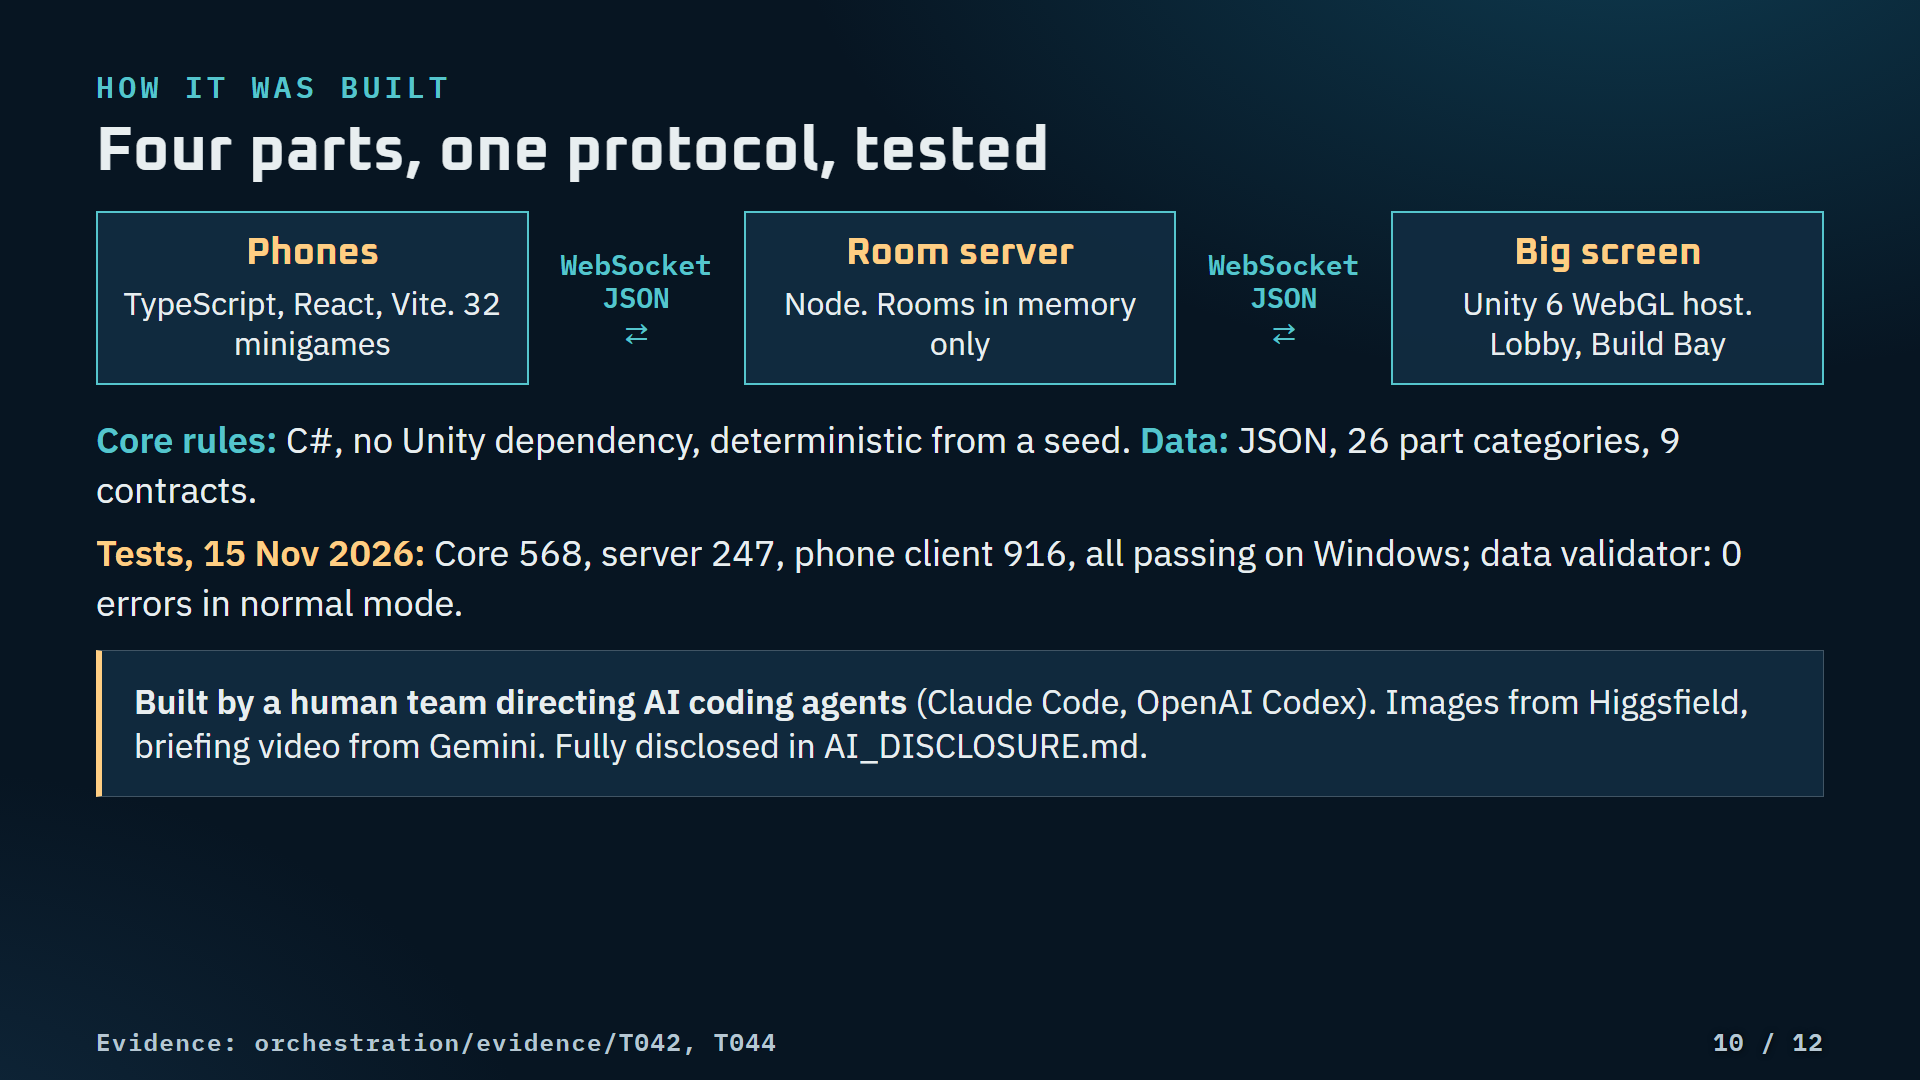 HOW IT WAS BUILT
Four parts, one protocol, tested
Phones
TypeScript, React, Vite. 32
minigames
WebSocket
JSON
⇄
Room server
Node. Rooms in memory
only
WebSocket
JSON
⇄
Big screen
Unity 6 WebGL host.
Lobby, Build Bay
Core rules: C#, no Unity dependency, deterministic from a seed. Data: JSON, 26 part categories, 9
contracts.
Tests, 15 Nov 2026: Core 568, server 247, phone client 916, all passing on Windows; data validator: 0
errors in normal mode.
Built by a human team directing AI coding agents (Claude Code, OpenAI Codex). Images from Higgsfield,
briefing video from Gemini. Fully disclosed in AI_DISCLOSURE.md.
Evidence: orchestration/evidence/T042, T044
10 / 12